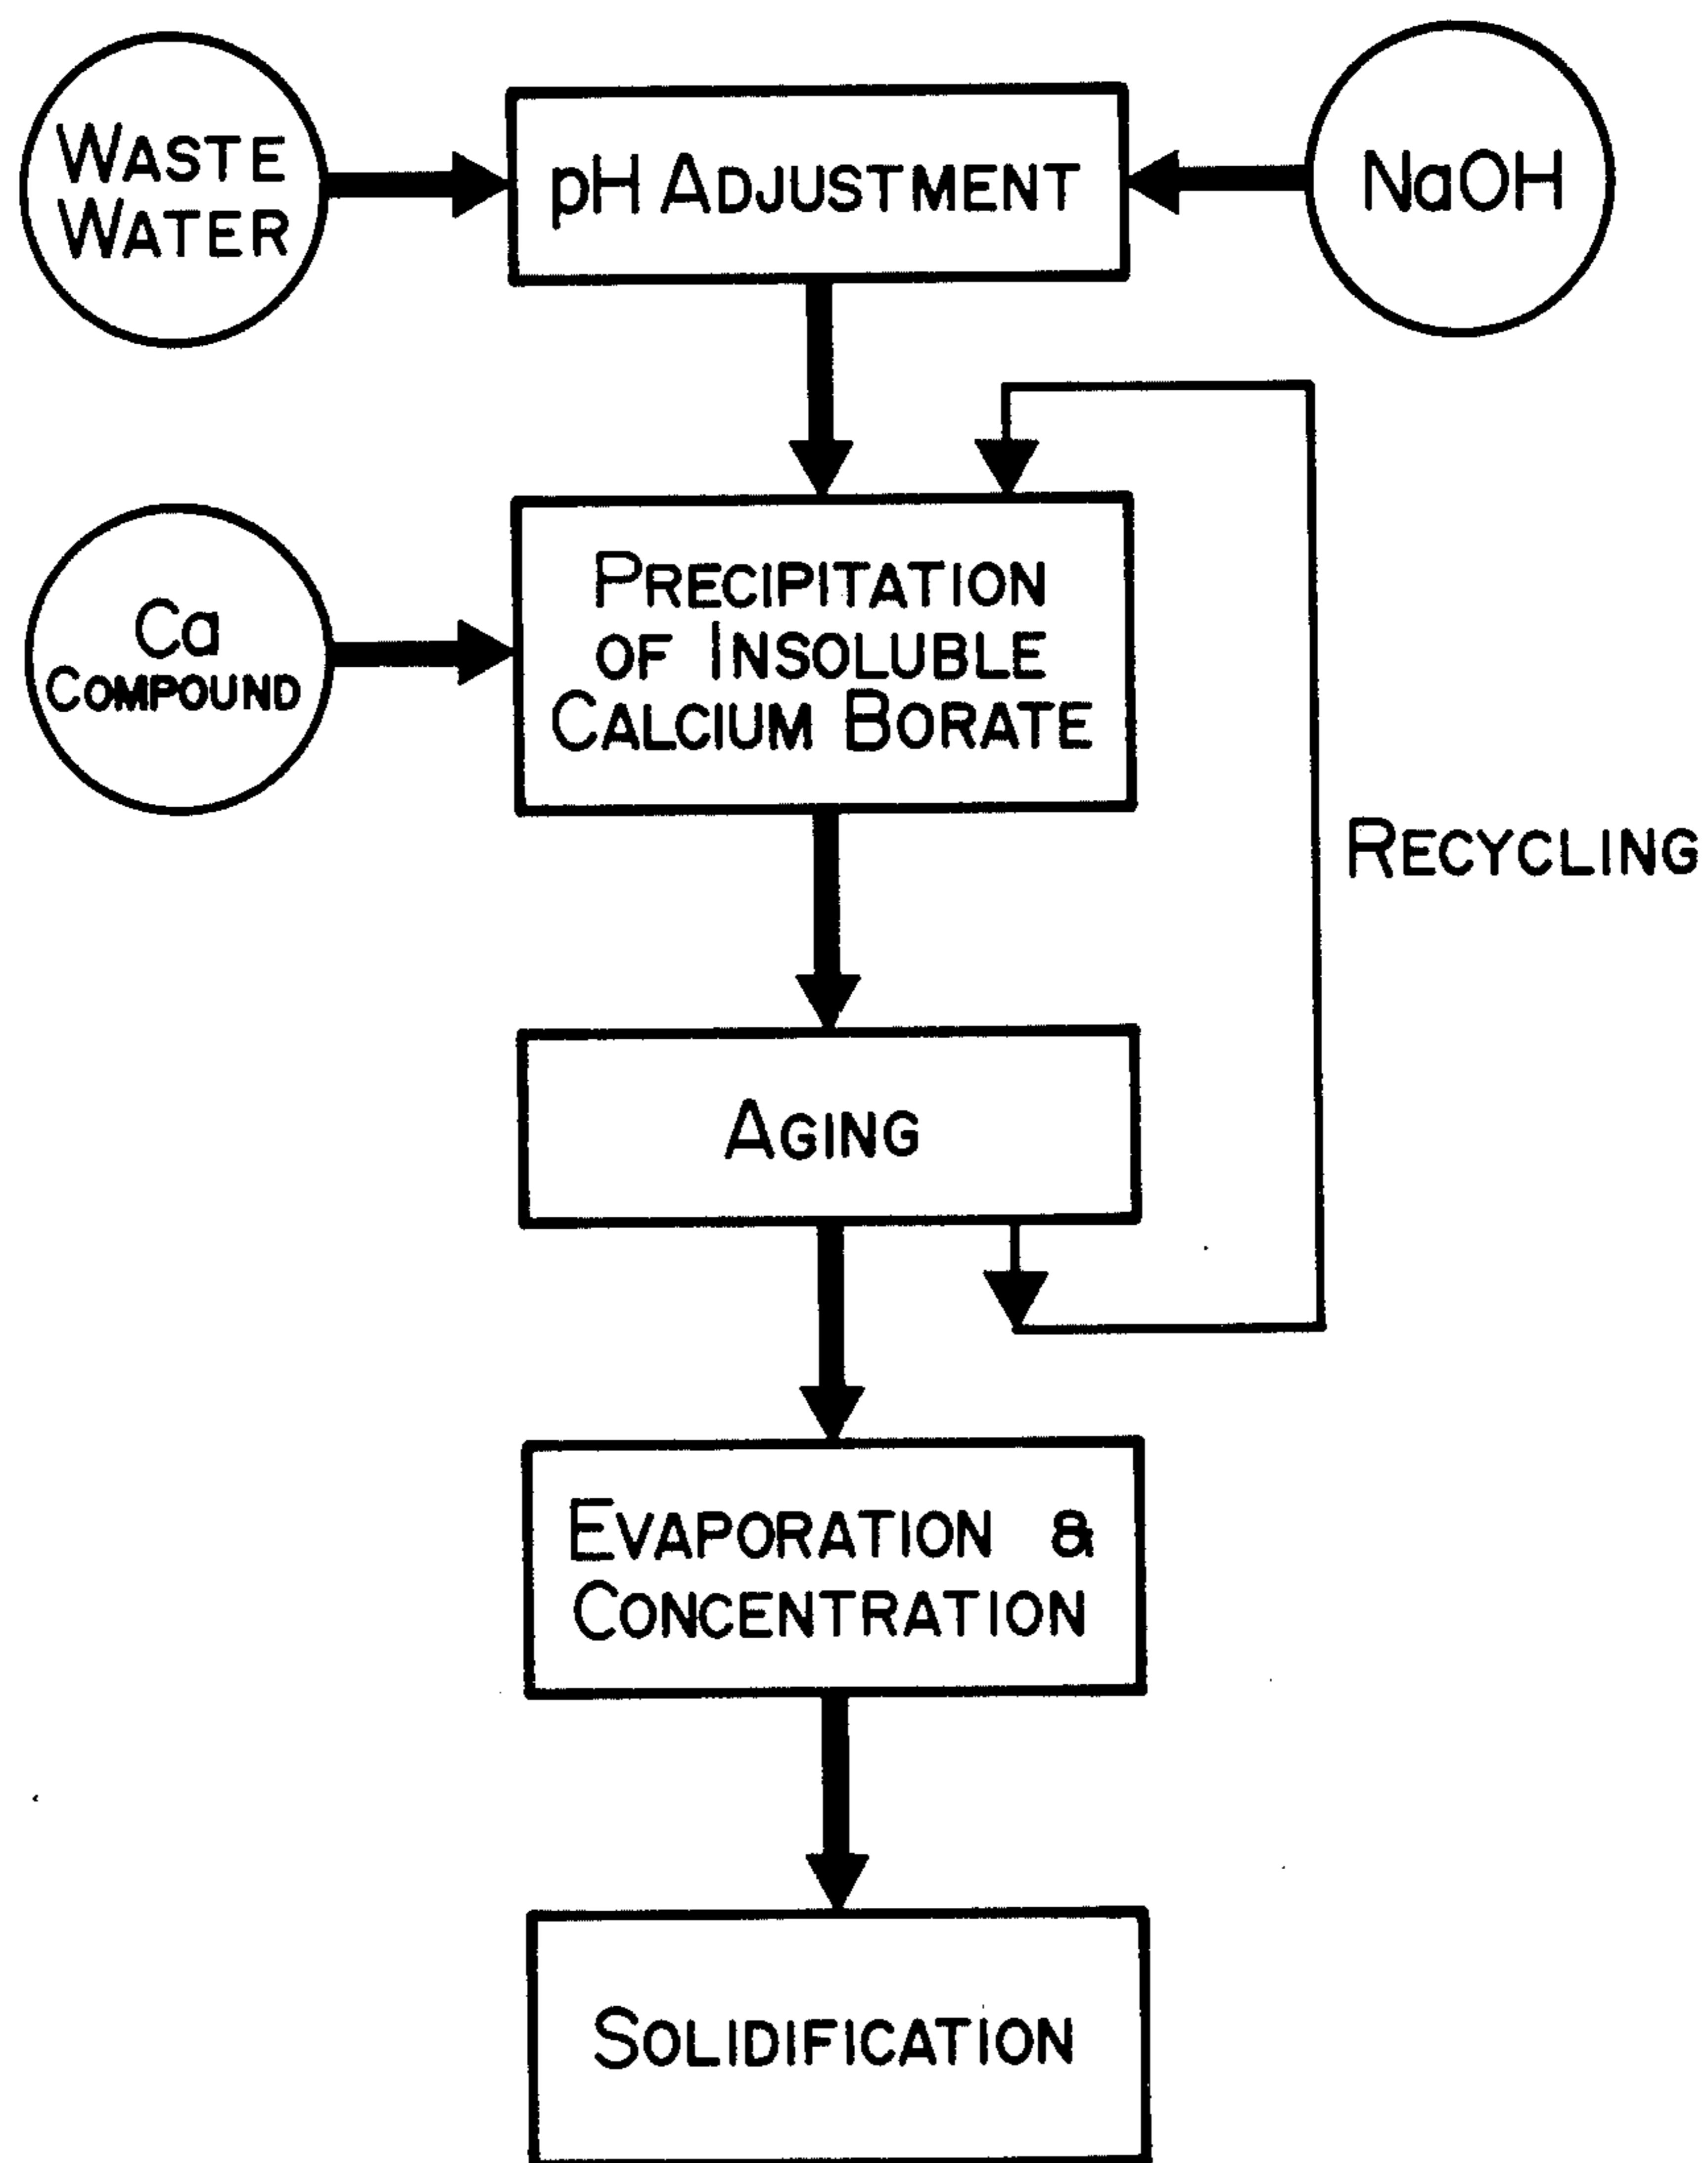 WASTE
WATER
pH ADJUSTMENT
NaOH
Ca
COMPOUND
PRECIPITATION
OF INSOLUBLE
CALCIUM BORATE
RECYCLING
AGING
EVAPORATION &
CONCENTRATION
SOLIDIFICATION